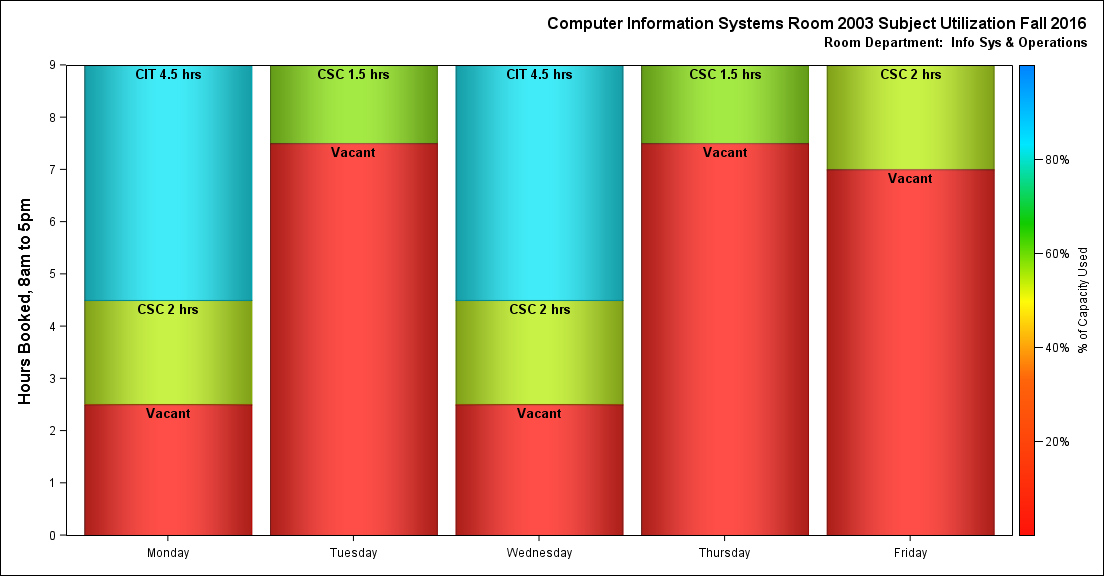 Computer Information Systems Room 2003 Subject Utilization Fall 2016
Room Department:  Info Sys & Operations
Hours Booked, 8am to 5pm
9
8
7
6
5
4
3
2
1
0
CIT 4.5 hrs
CSC 2 hrs
Vacant
CSC 1.5 hrs
Vacant
CIT 4.5 hrs
CSC 2 hrs
Vacant
CSC 1.5 hrs
Vacant
CSC 2 hrs
Vacant
Monday
Tuesday
Wednesday
Thursday
Friday
80%
60%
40%
20%
% of Capacity Used